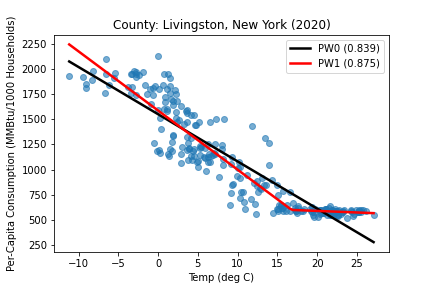 County: Livingston, New York (2020)
Per-Capita Consumption (MMBtu/1000 Households)
2250
2000
1750
1500
1250
1000
750
500
250
PW0 (0.839)
PW1 (0.875)
−10 −5 0 5 10 15 20 25
Temp (deg C)